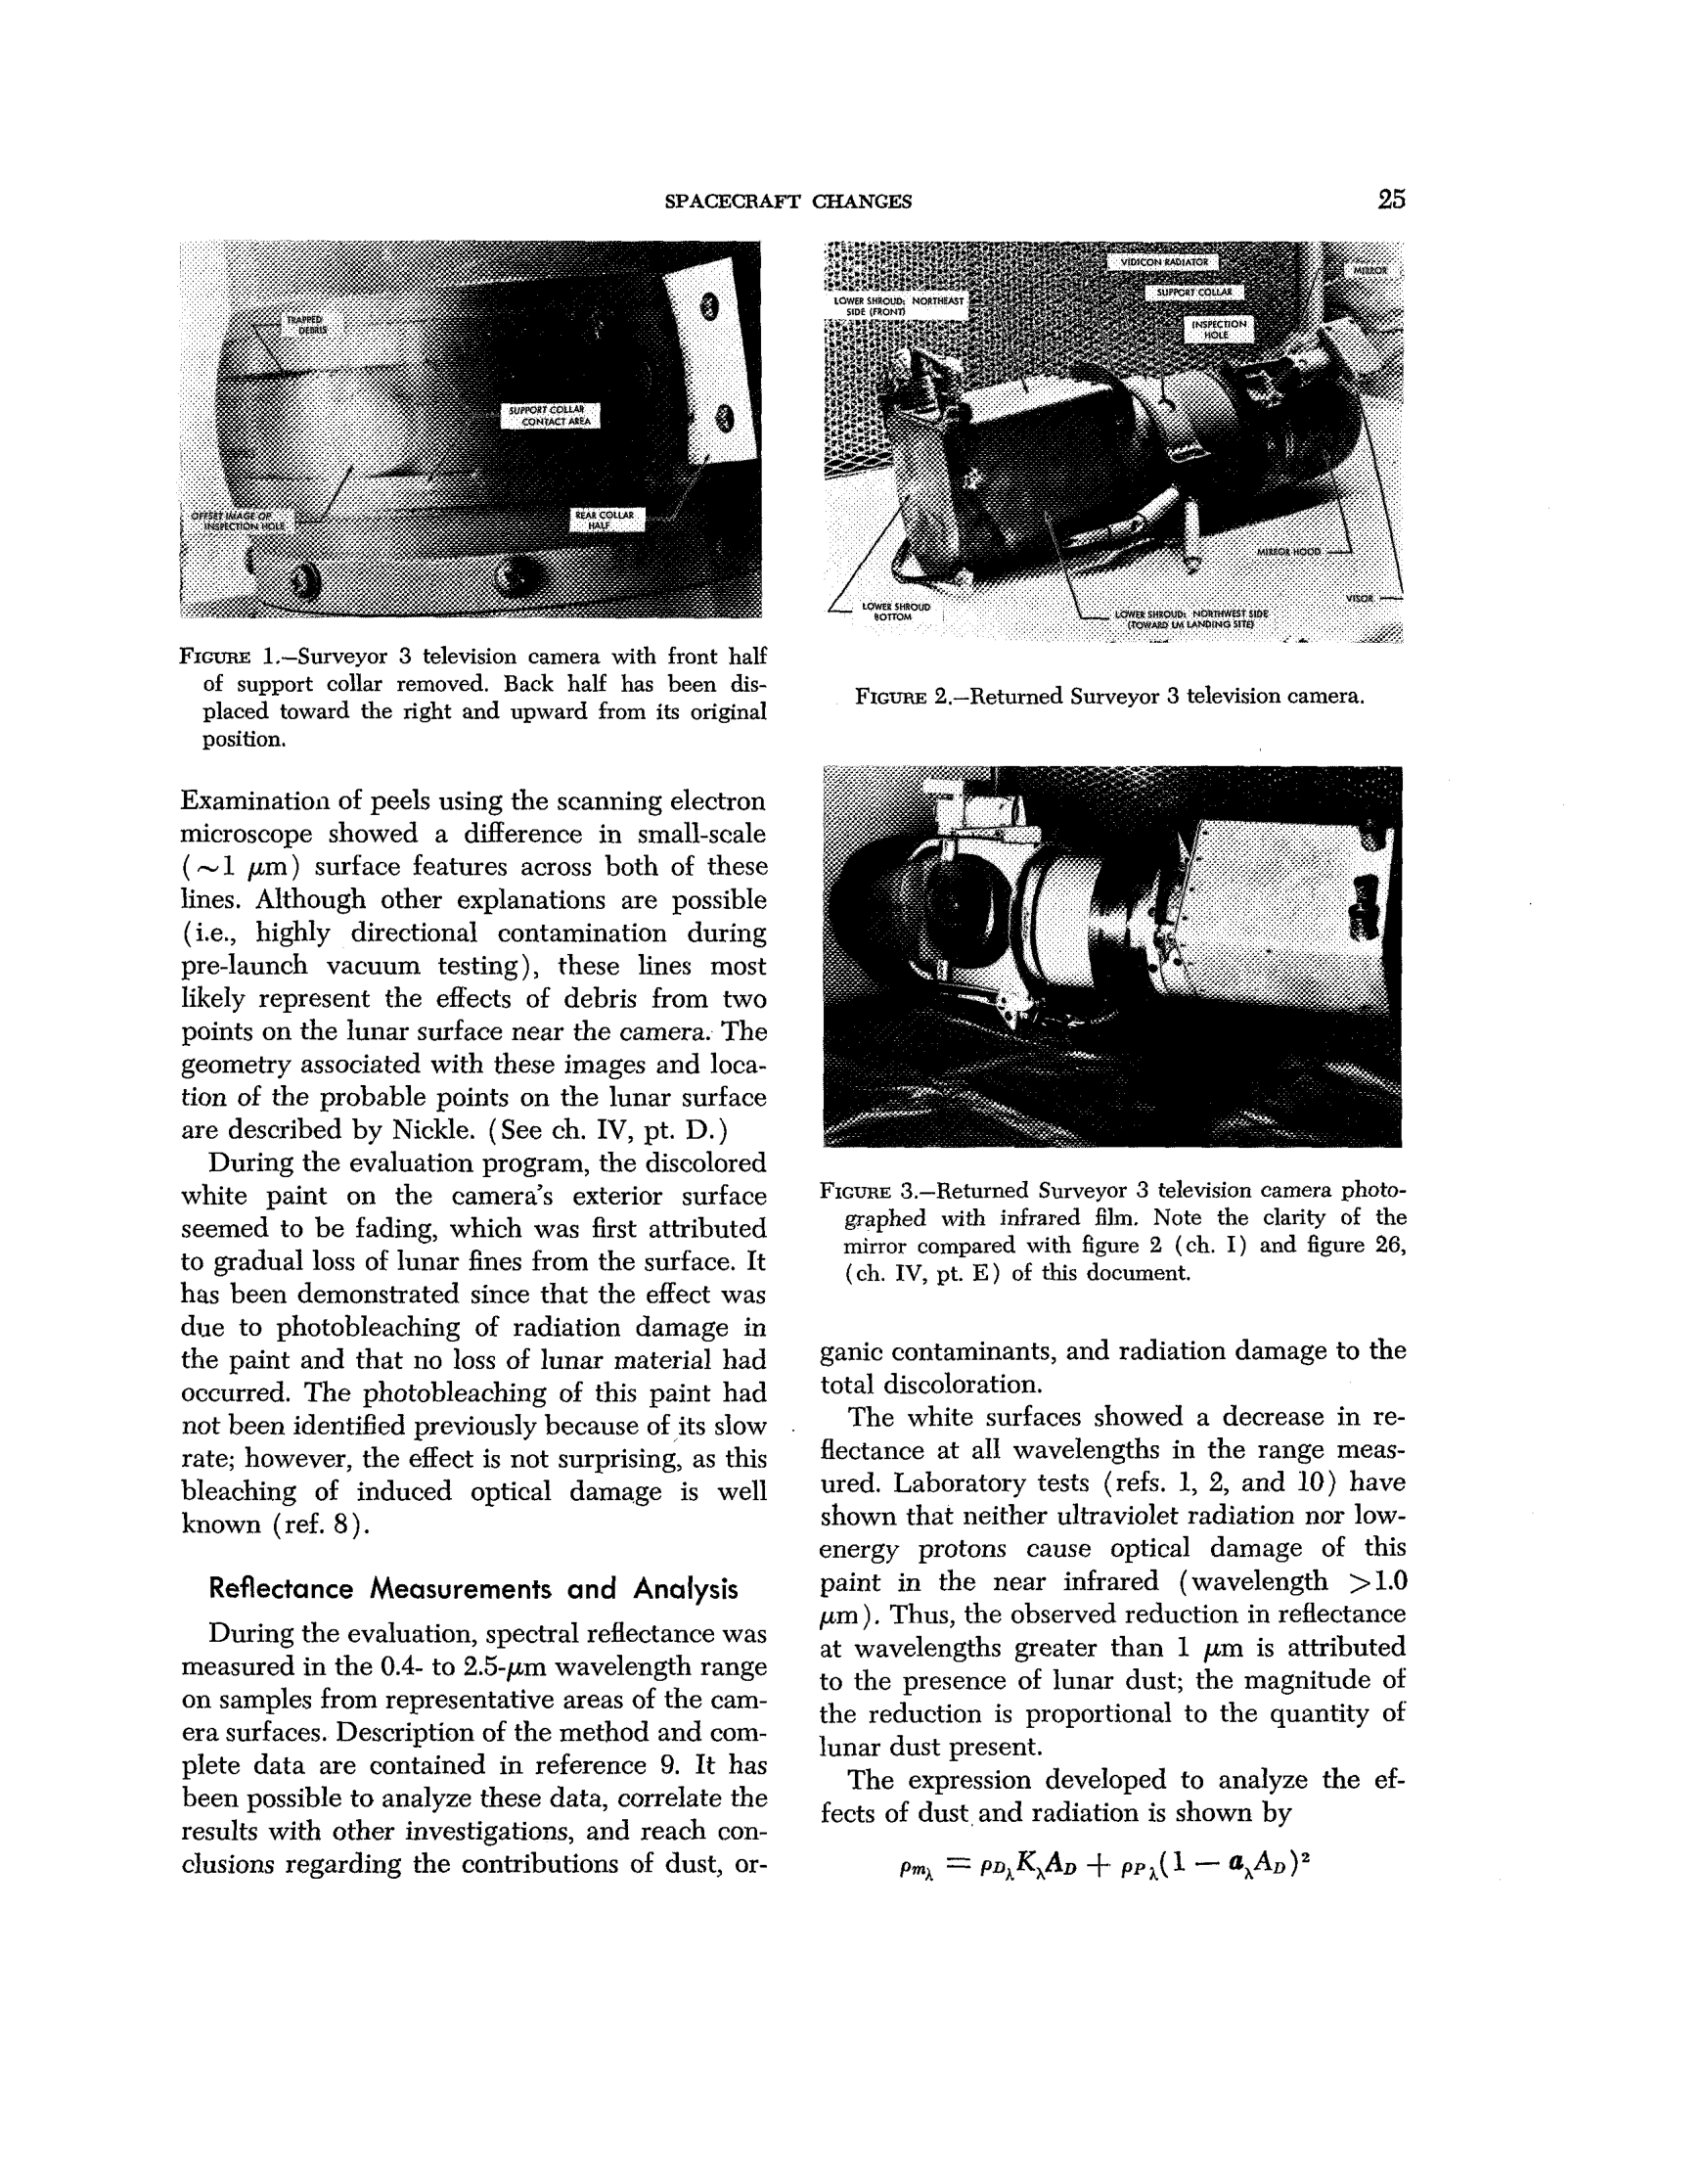 SPACECRAFT CHANGES
25
TRAPPED
DEBRIS
SUPPORT COLLAR
CONTACT AREA
OFFSET IMAGE OF
INSPECTION HOLE
REAR COLLAR
HALF
FIGURE 1.—Surveyor 3 television camera with front half
of support collar removed. Back half has been dis-
placed toward the right and upward from its original
position.
Examination of peels using the scanning electron
microscope showed a difference in small-scale
(~1 μm) surface features across both of these
lines. Although other explanations are possible
(i.e., highly directional contamination during
pre-launch vacuum testing), these lines most
likely represent the effects of debris from two
points on the lunar surface near the camera. The
geometry associated with these images and loca-
tion of the probable points on the lunar surface
are described by Nickle. (See ch. IV, pt. D.)
During the evaluation program, the discolored
white paint on the camera's exterior surface
seemed to be fading, which was first attributed
to gradual loss of lunar fines from the surface. It
has been demonstrated since that the effect was
due to photobleaching of radiation damage in
the paint and that no loss of lunar material had
occurred. The photobleaching of this paint had
not been identified previously because of its slow
rate; however, the effect is not surprising, as this
bleaching of induced optical damage is well
known (ref. 8).
Reflectance Measurements and Analysis
During the evaluation, spectral reflectance was
measured in the 0.4- to 2.5-μm wavelength range
on samples from representative areas of the cam-
era surfaces. Description of the method and com-
plete data are contained in reference 9. It has
been possible to analyze these data, correlate the
results with other investigations, and reach con-
clusions regarding the contributions of dust, or-
VIDICON RADIATOR
MIRROR
LOWER SHROUD: NORTHEAST
SIDE (FRONT)
SUPPORT COLLAR
INSPECTION
HOLE
MIRROR HOOD
VISOR
LOWER SHROUD
BOTTOM
LOWER SHROUD: NORTHWEST SIDE
(TOWARD LM LANDING SITE)
FIGURE 2.—Returned Surveyor 3 television camera.
FIGURE 3.—Returned Surveyor 3 television camera photo-
graphed with infrared film. Note the clarity of the
mirror compared with figure 2 (ch. I) and figure 26,
(ch. IV, pt. E) of this document.
ganic contaminants, and radiation damage to the
total discoloration.
The white surfaces showed a decrease in re-
flectance at all wavelengths in the range meas-
ured. Laboratory tests (refs. 1, 2, and 10) have
shown that neither ultraviolet radiation nor low-
energy protons cause optical damage of this
paint in the near infrared (wavelength >1.0
μm). Thus, the observed reduction in reflectance
at wavelengths greater than 1 μm is attributed
to the presence of lunar dust; the magnitude of
the reduction is proportional to the quantity of
lunar dust present.
The expression developed to analyze the ef-
fects of dust and radiation is shown by
ρmλ = ρDλKλAD + ρPλ(1 − aλAD)²